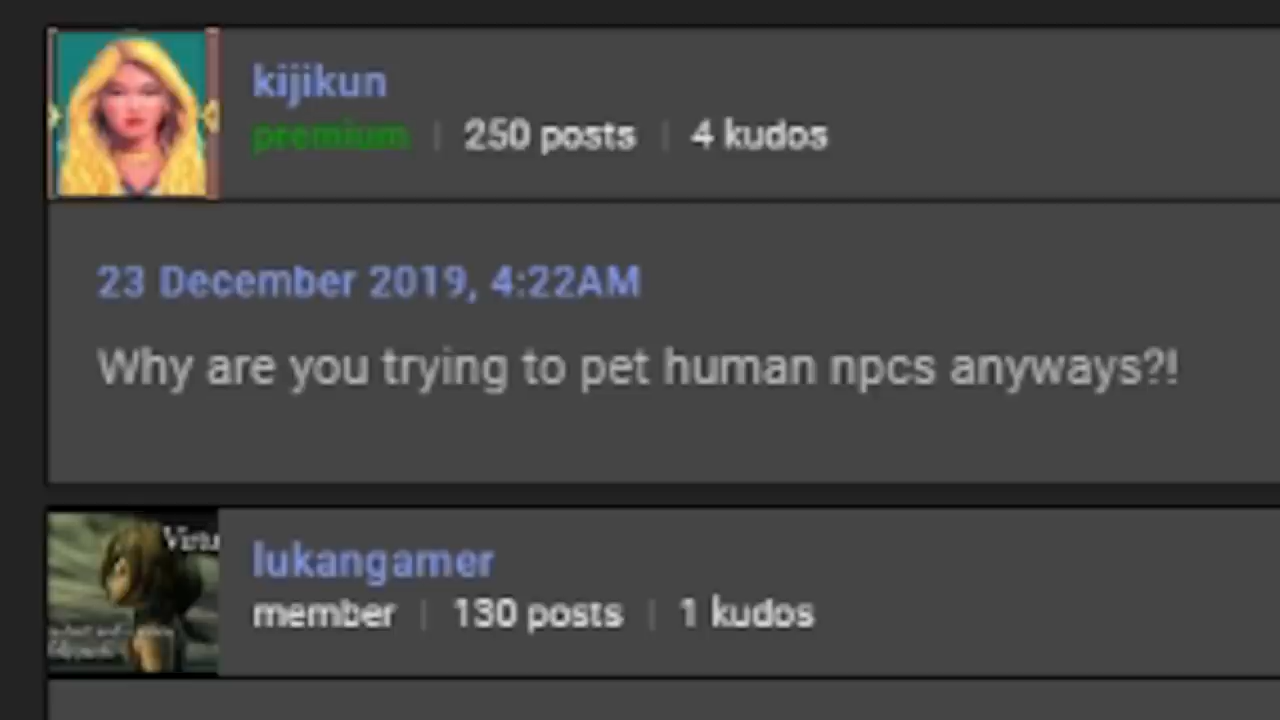 kijikun
premium | 250 posts | 4 kudos
23 December 2019, 4:22AM
Why are you trying to pet human npcs anyways?!
Virtu
lukangamer
member | 130 posts | 1 kudos